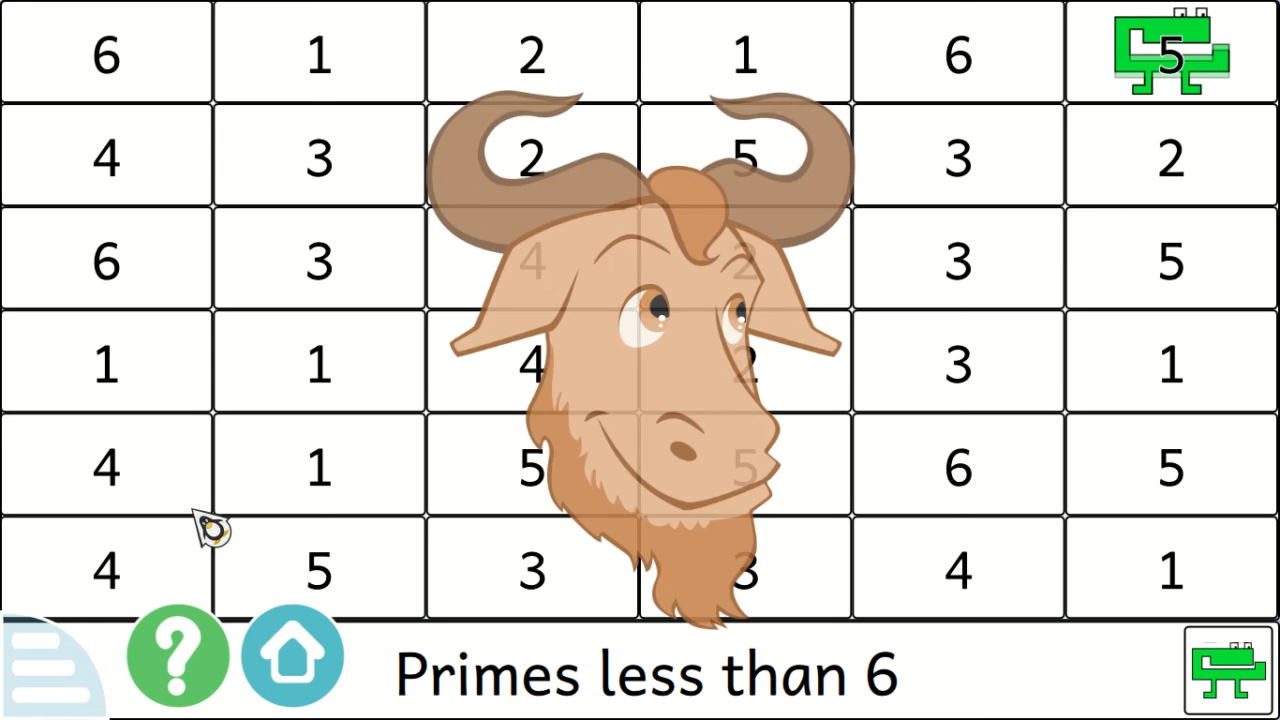 6 1 2 1 6 5
4 3 2 5 3 2
6 3 4 2 3 5
1 1 4 2 3 1
4 1 5 5 6 5
4 5 3 3 4 1
?
Primes less than 6